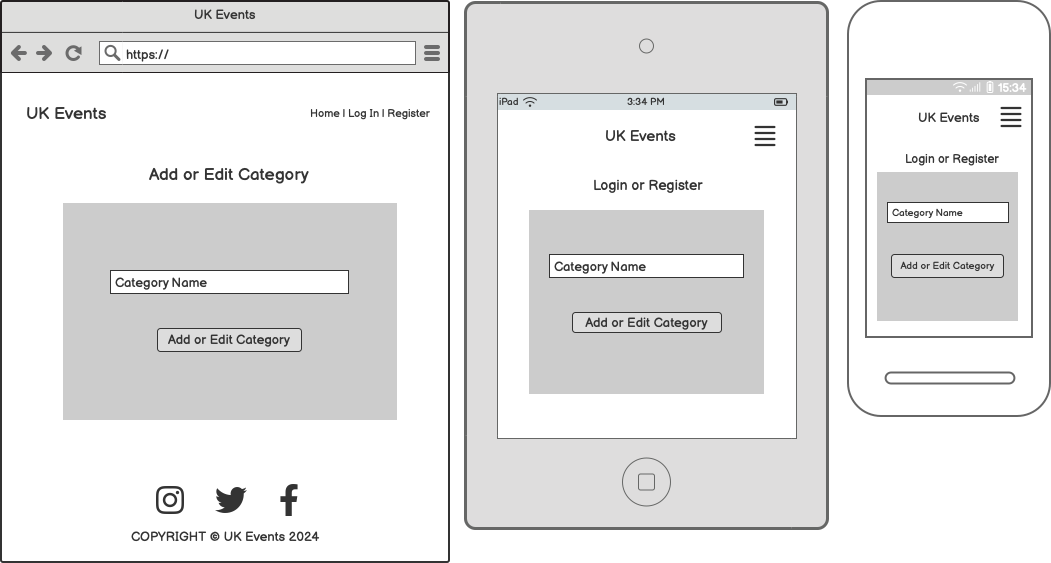 UK Events
https://
UK Events
Home | Log In | Register
Add or Edit Category
Category Name
Add or Edit Category
COPYRIGHT © UK Events 2024
iPad 3:34 PM
UK Events
Login or Register
Category Name
Add or Edit Category
15:34
UK Events
Login or Register
Category Name
Add or Edit Category